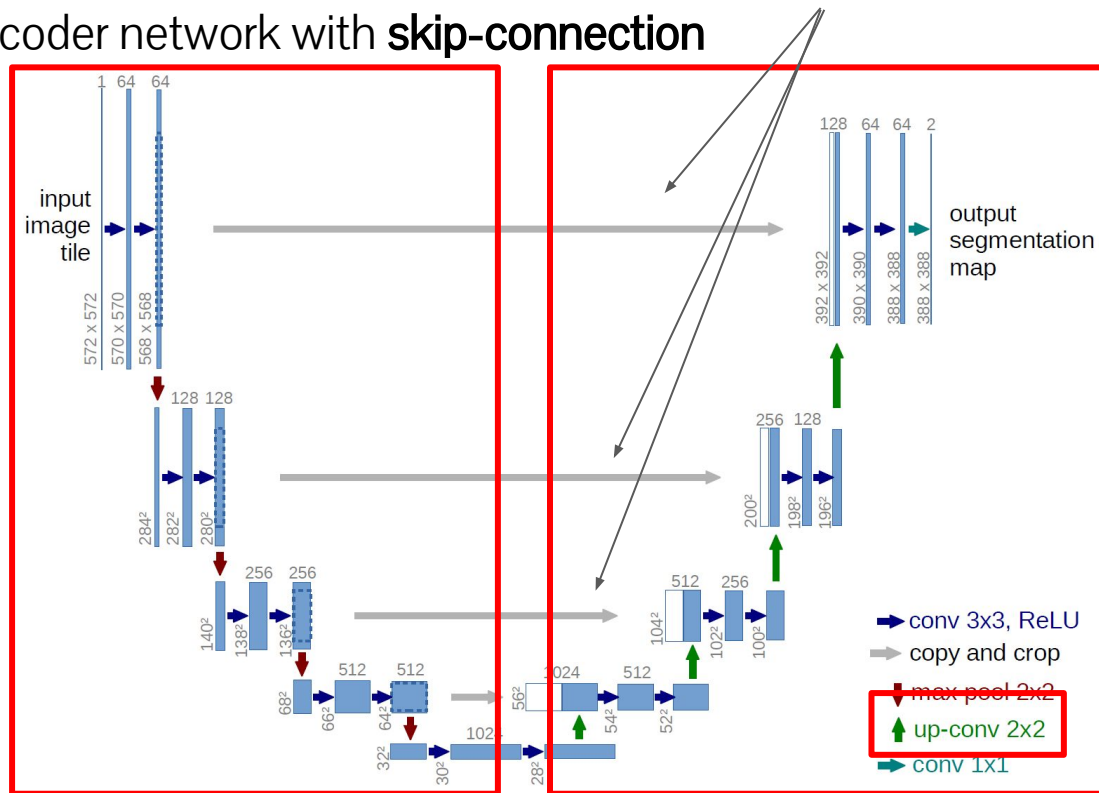 coder network with skip-connection
1 64 64
input
image
tile
572 x 572
570 x 570
568 x 568
128 64 64 2
output
segmentation
map
392 x 392
390 x 390
388 x 388
388 x 388
128 128
284²
282²
280²
256 128
200²
198²
196²
256 256
140²
138²
136²
512 256
104²
102²
100²
512 512
68²
66²
64²
1024 512
56²
54²
52²
1024
32²
30²
28²
conv 3x3, ReLU
copy and crop
max pool 2x2
up-conv 2x2
conv 1x1